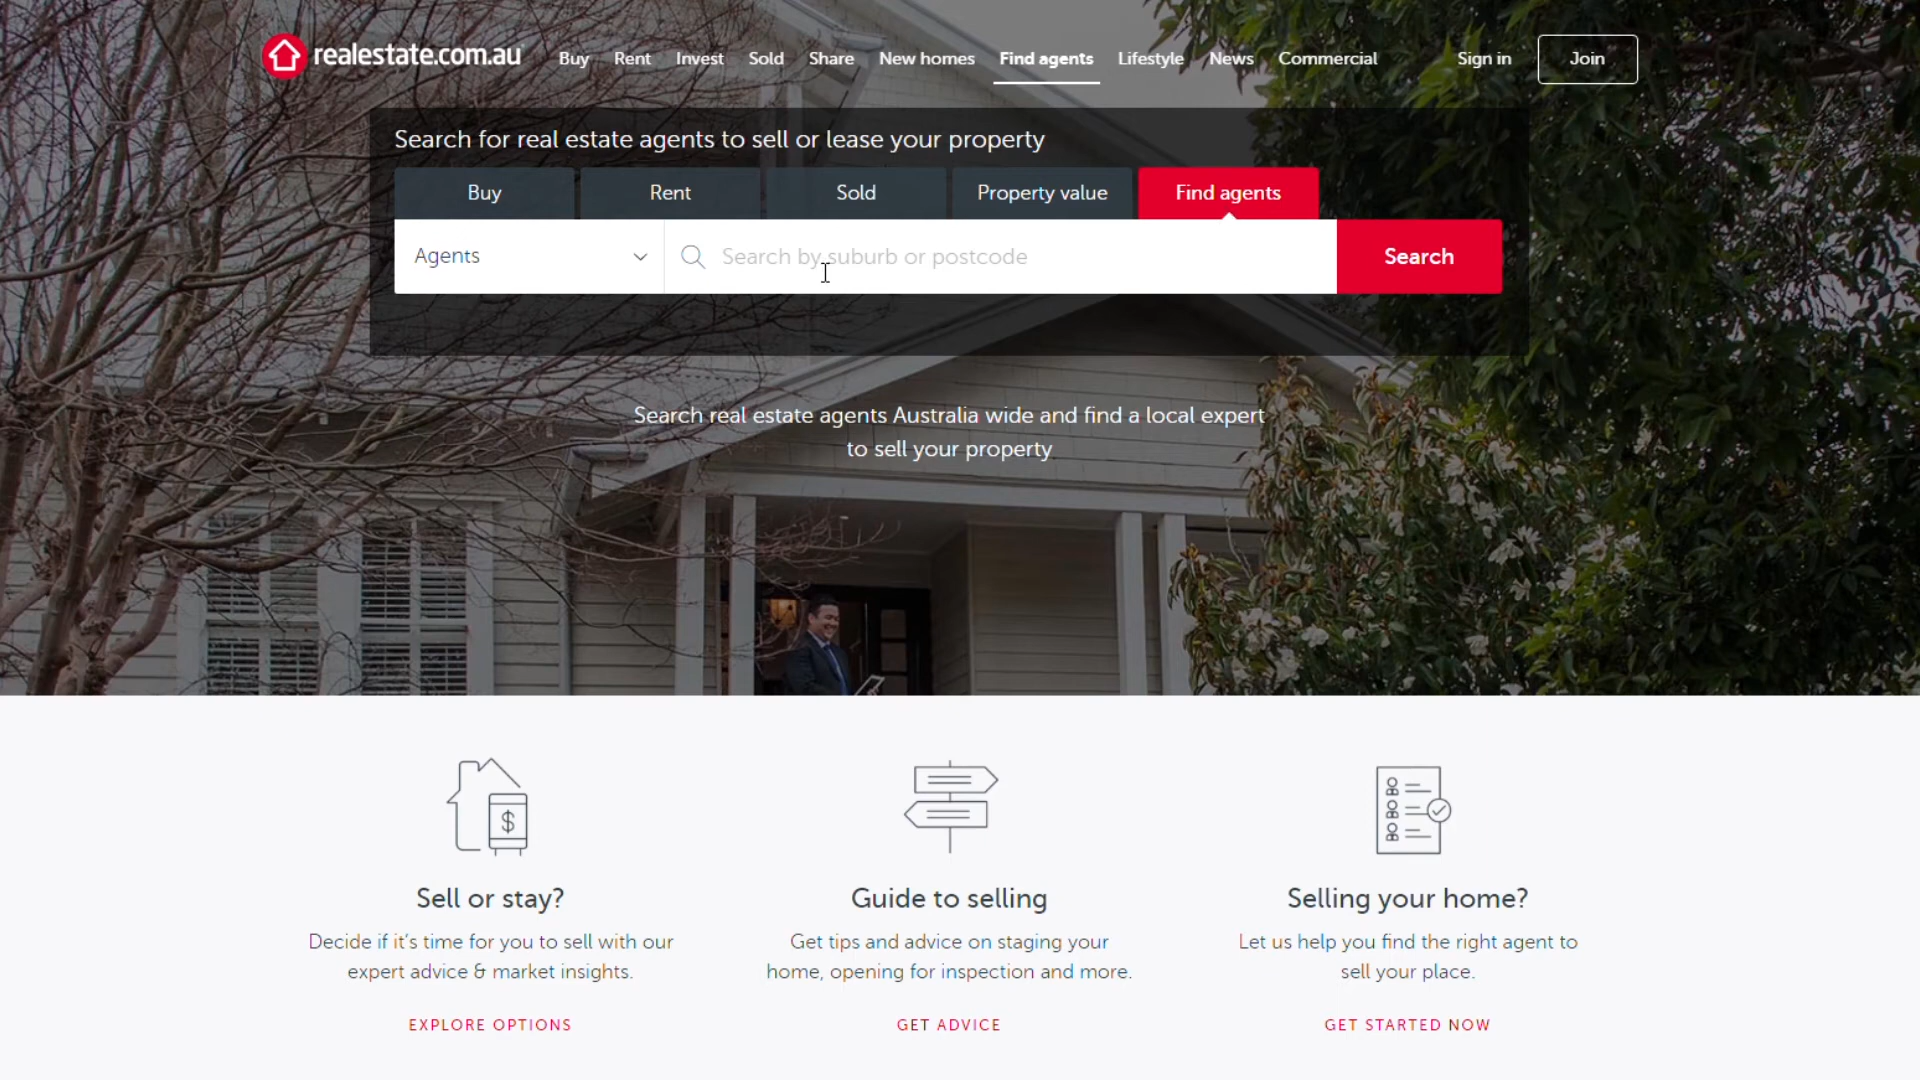 realestate.com.au Buy Rent Invest Sold Share New homes Find agents Lifestyle News Commercial Sign in Join
Search for real estate agents to sell or lease your property
Buy Rent Sold Property value Find agents
Agents Search by suburb or postcode Search
Search real estate agents Australia wide and find a local expert
to sell your property
$
Sell or stay?
Decide if it's time for you to sell with our
expert advice & market insights.
EXPLORE OPTIONS
Guide to selling
Get tips and advice on staging your
home, opening for inspection and more.
GET ADVICE
Selling your home?
Let us help you find the right agent to
sell your place.
GET STARTED NOW